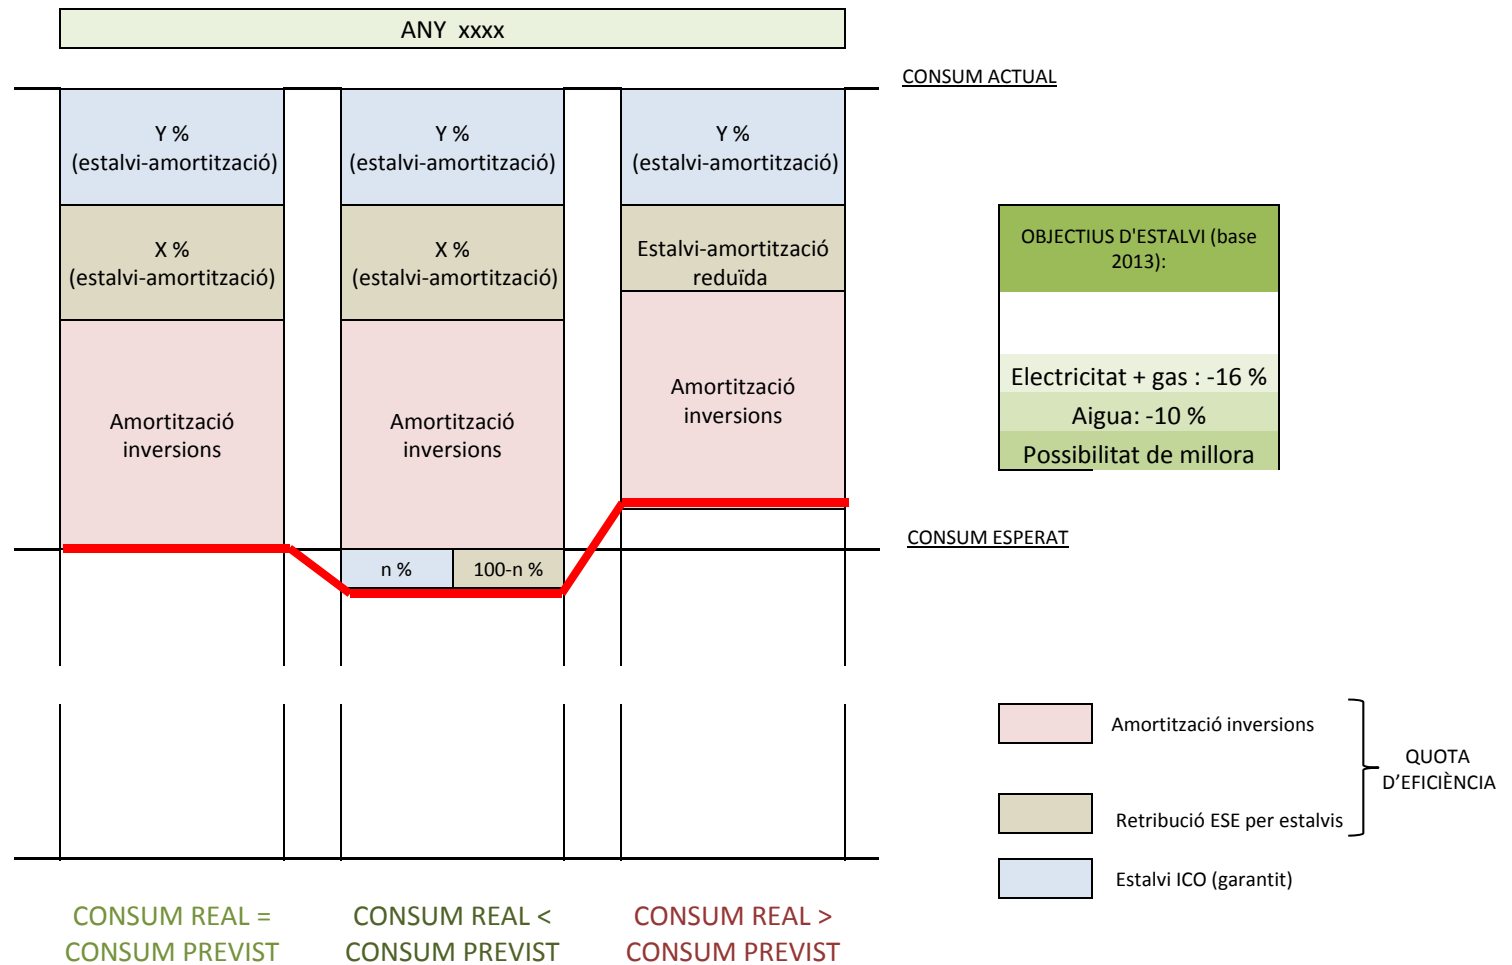 ANY  xxxx
CONSUM ACTUAL
Y %
(estalvi-amortització)
Y %
(estalvi-amortització)
Y %
(estalvi-amortització)
X %
(estalvi-amortització)
X %
(estalvi-amortització)
Estalvi-amortització
reduïda
OBJECTIUS D'ESTALVI (base
2013):
Electricitat + gas : -16 %
Aigua: -10 %
Possibilitat de millora
Amortització
inversions
Amortització
inversions
Amortització
inversions
CONSUM ESPERAT
n %
100-n %
Amortització inversions
Retribució ESE per estalvis
QUOTA
D’EFICIÈNCIA
Estalvi ICO (garantit)
CONSUM REAL =
CONSUM PREVIST
CONSUM REAL <
CONSUM PREVIST
CONSUM REAL >
CONSUM PREVIST